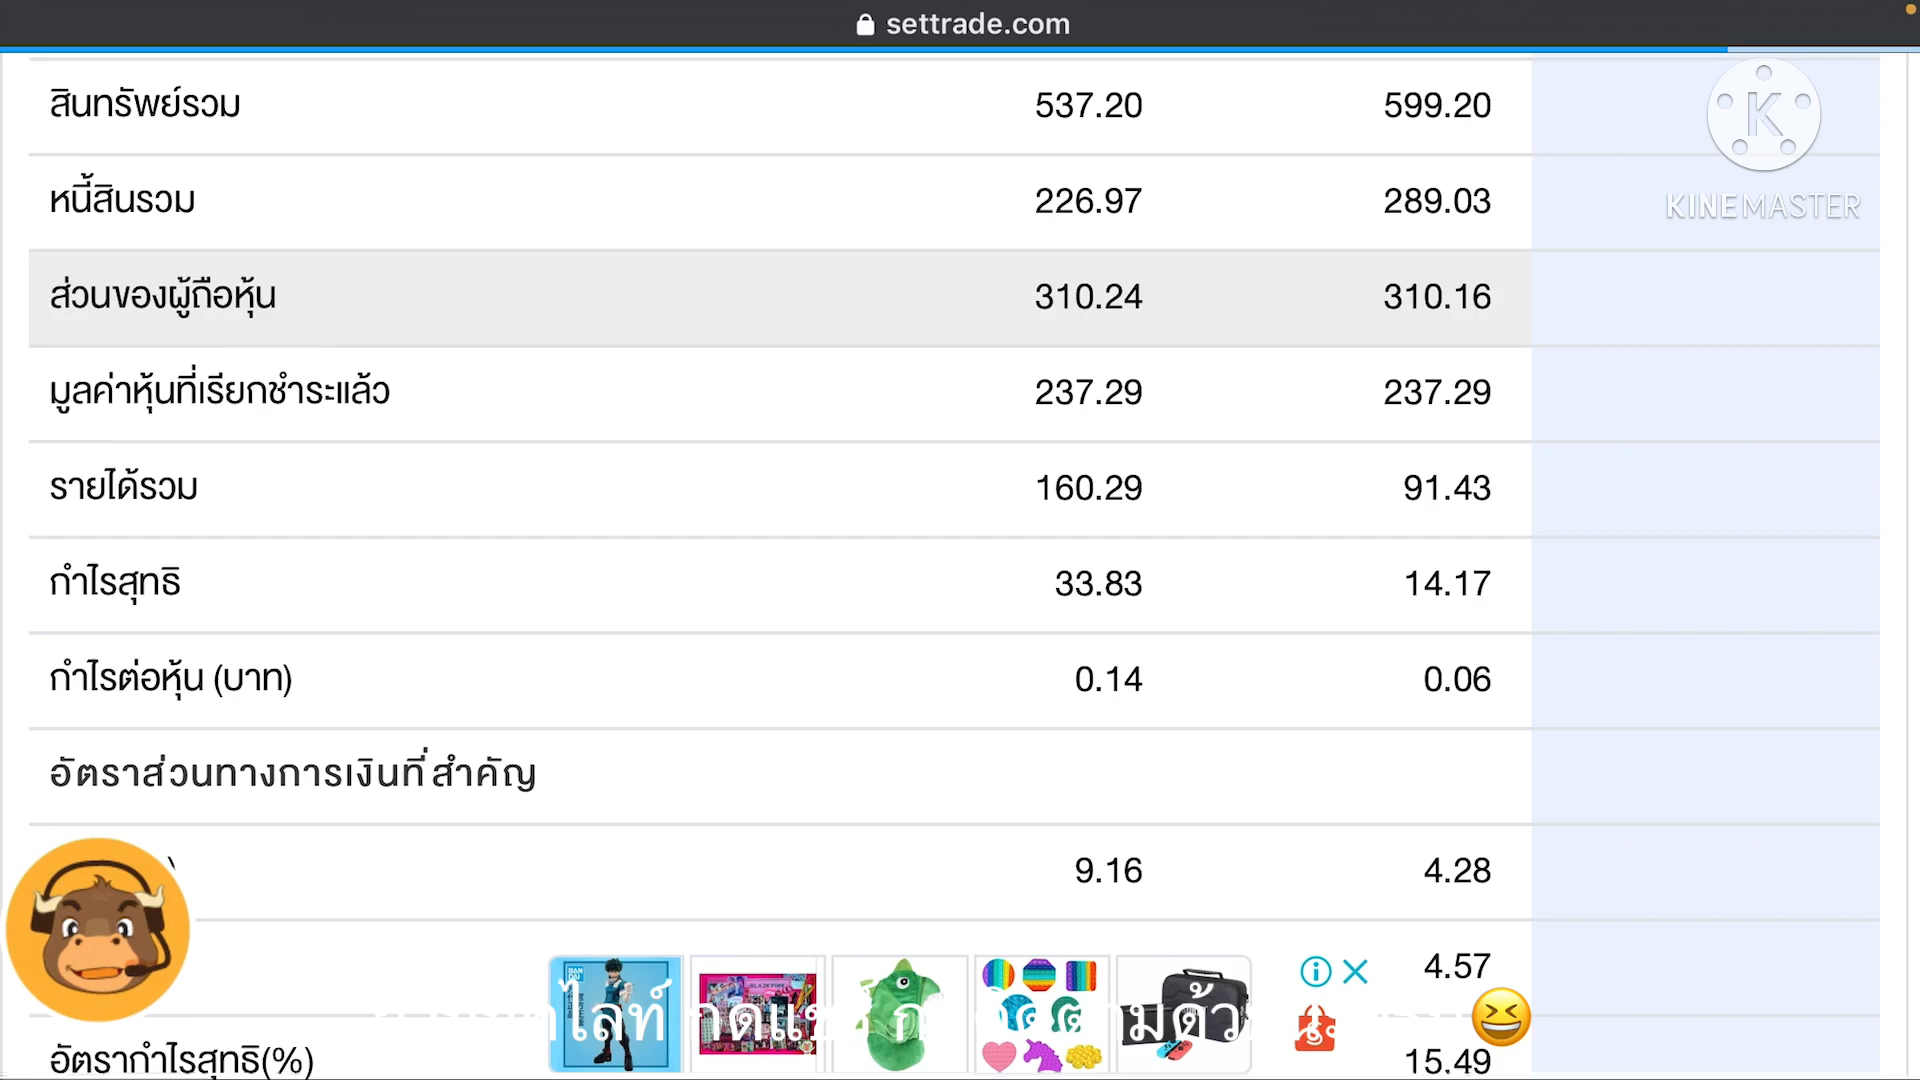 settrade.com
สินทรัพย์รวม 537.20 599.20
KINEMASTER
หนี้สินรวม 226.97 289.03
ส่วนของผู้ถือหุ้น 310.24 310.16
มูลค่าหุ้นที่เรียกชำระแล้ว 237.29 237.29
รายได้รวม 160.29 91.43
กำไรสุทธิ 33.83 14.17
กำไรต่อหุ้น (บาท) 0.14 0.06
อัตราส่วนทางการเงินที่สำคัญ
9.16 4.28
4.57
อัตรากำไรสุทธิ(%) 15.49